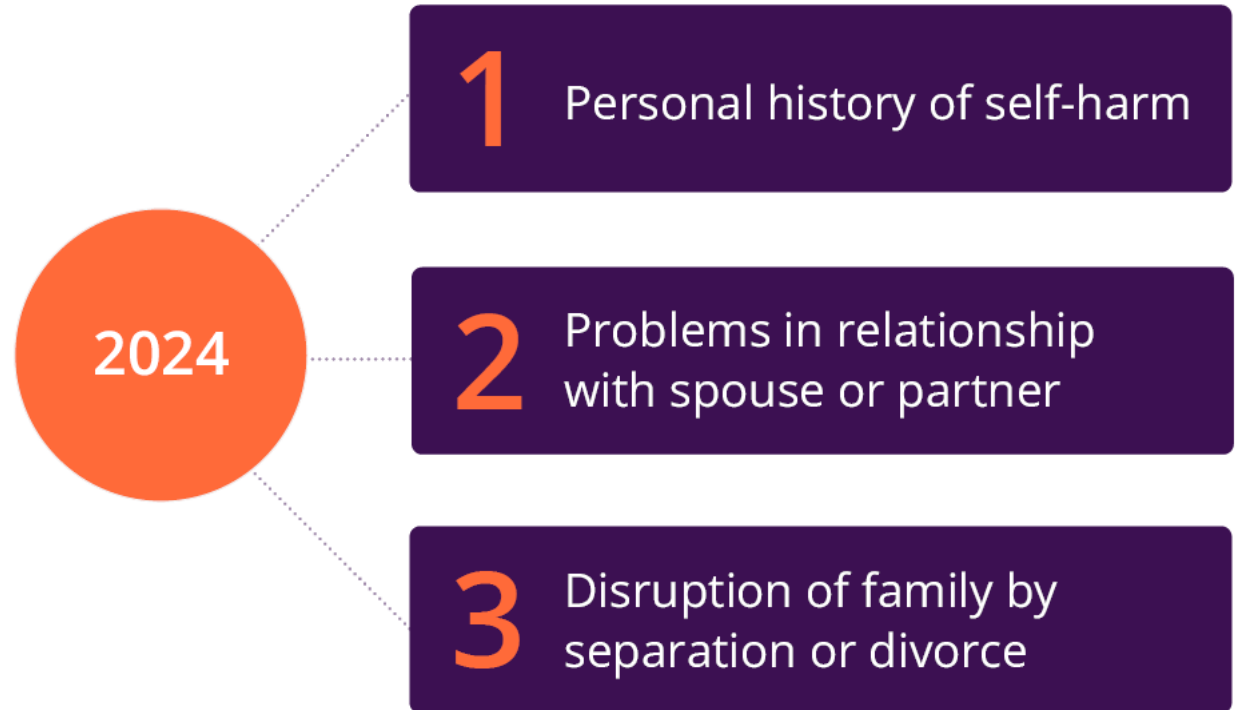 2024
1
Personal history of self-harm
2
Problems in relationship
with spouse or partner
3
Disruption of family by
separation or divorce